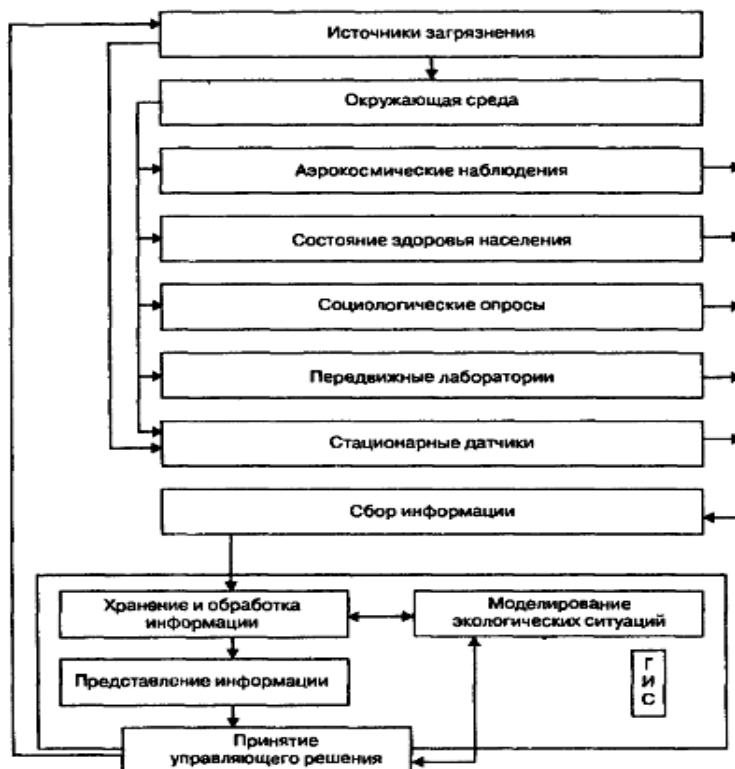 Источники загрязнения
Окружающая среда
Аэрокосмические наблюдения
Состояние здоровья населения
Социологические опросы
Передвижные лаборатории
Стационарные датчики
Сбор информации
Хранение и обработка
информации
Моделирование
экологических ситуаций
Представление информации
Г
И
С
Принятие
управляющего решения